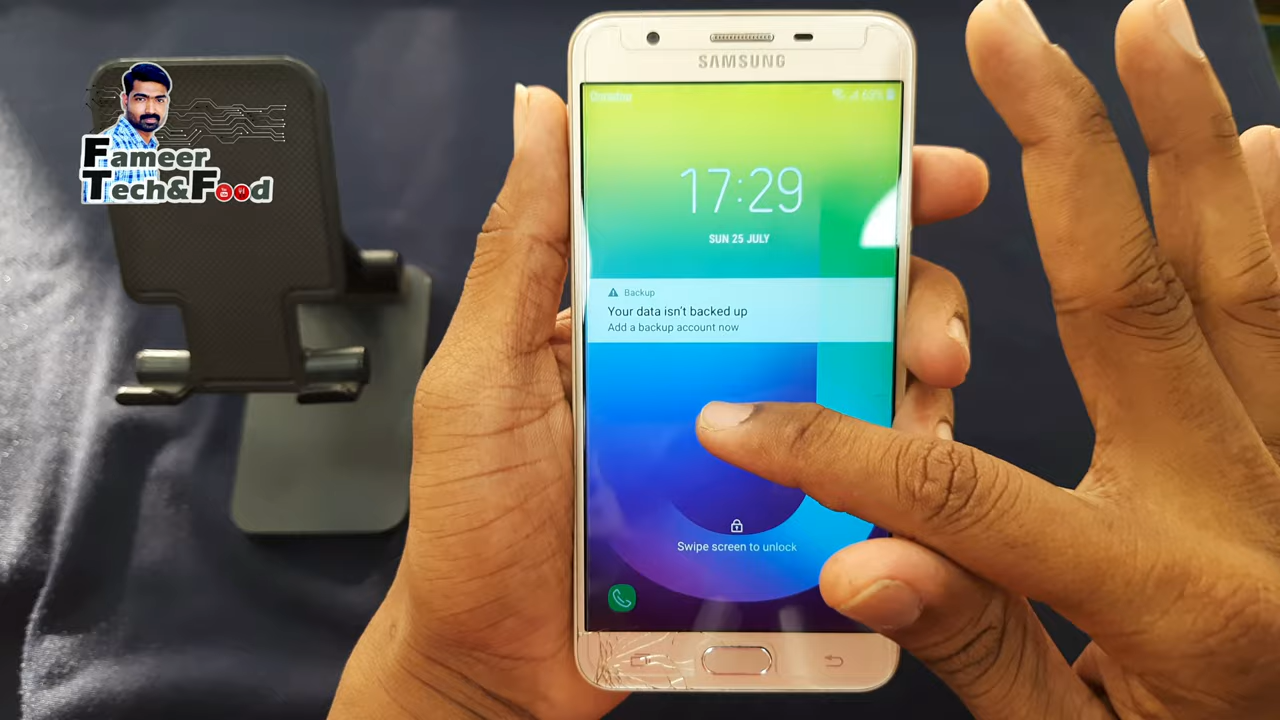 Fameer
Tech&Food
SAMSUNG
63%
17:29
SUN 25 JULY
Backup
Your data isn't backed up
Add a backup account now
Swipe screen to unlock